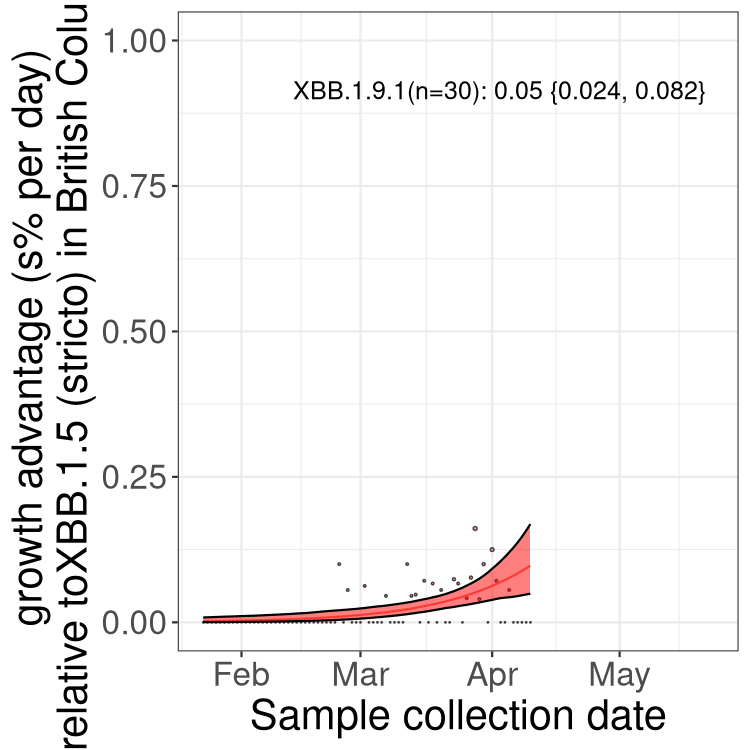 growth advantage (s% per day)
relative toXBB.1.5 (stricto) in British Colu
1.00
0.75
0.50
0.25
0.00
XBB.1.9.1(n=30): 0.05 {0.024, 0.082}
Feb
Mar
Apr
May
Sample collection date